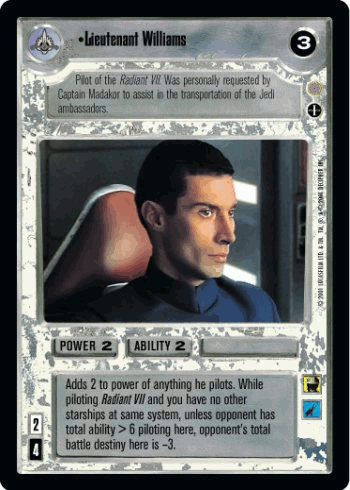 •Lieutenant Williams
3
Pilot of the Radiant VII. Was personally requested by
Captain Madakor to assist in the transportation of the Jedi
ambassadors.
POWER 2 ABILITY 2
Adds 2 to power of anything he pilots. While
piloting Radiant VII and you have no other
starships at same system, unless opponent has
total ability > 6 piloting here, opponent's total
battle destiny here is –3.
2
4